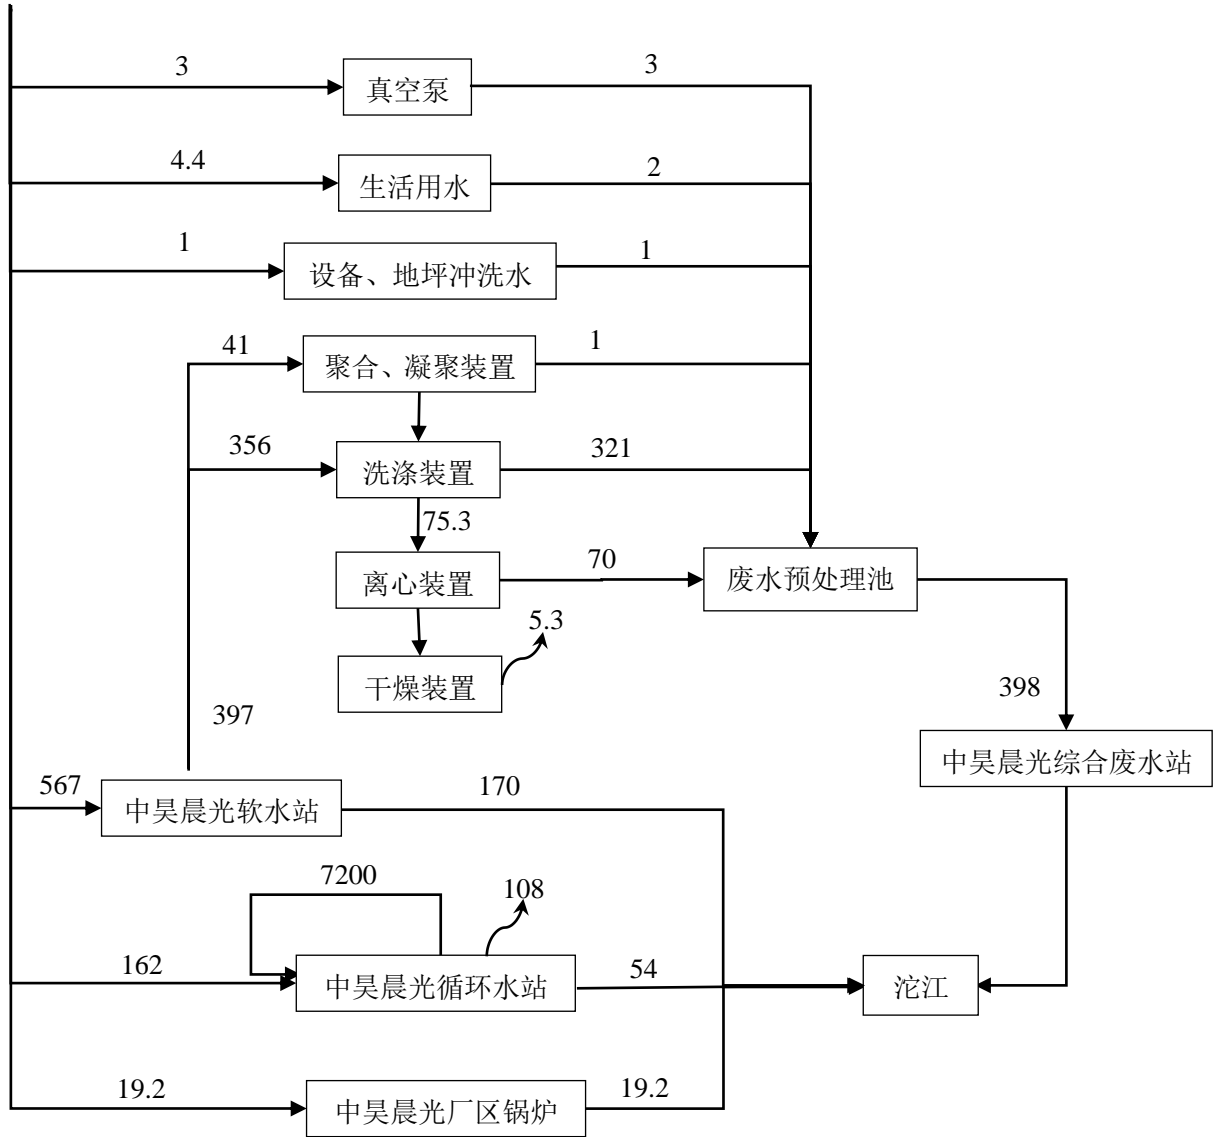 3
真空泵
3
4.4
生活用水
2
1
设备、地坪冲洗水
1
41
聚合、凝聚装置
1
356
洗涤装置
321
75.3
离心装置
70
废水预处理池
5.3
干燥装置
397
398
中昊晨光综合废水站
567
中昊晨光软水站
170
7200
108
162
中昊晨光循环水站
54
沱江
19.2
中昊晨光厂区锅炉
19.2